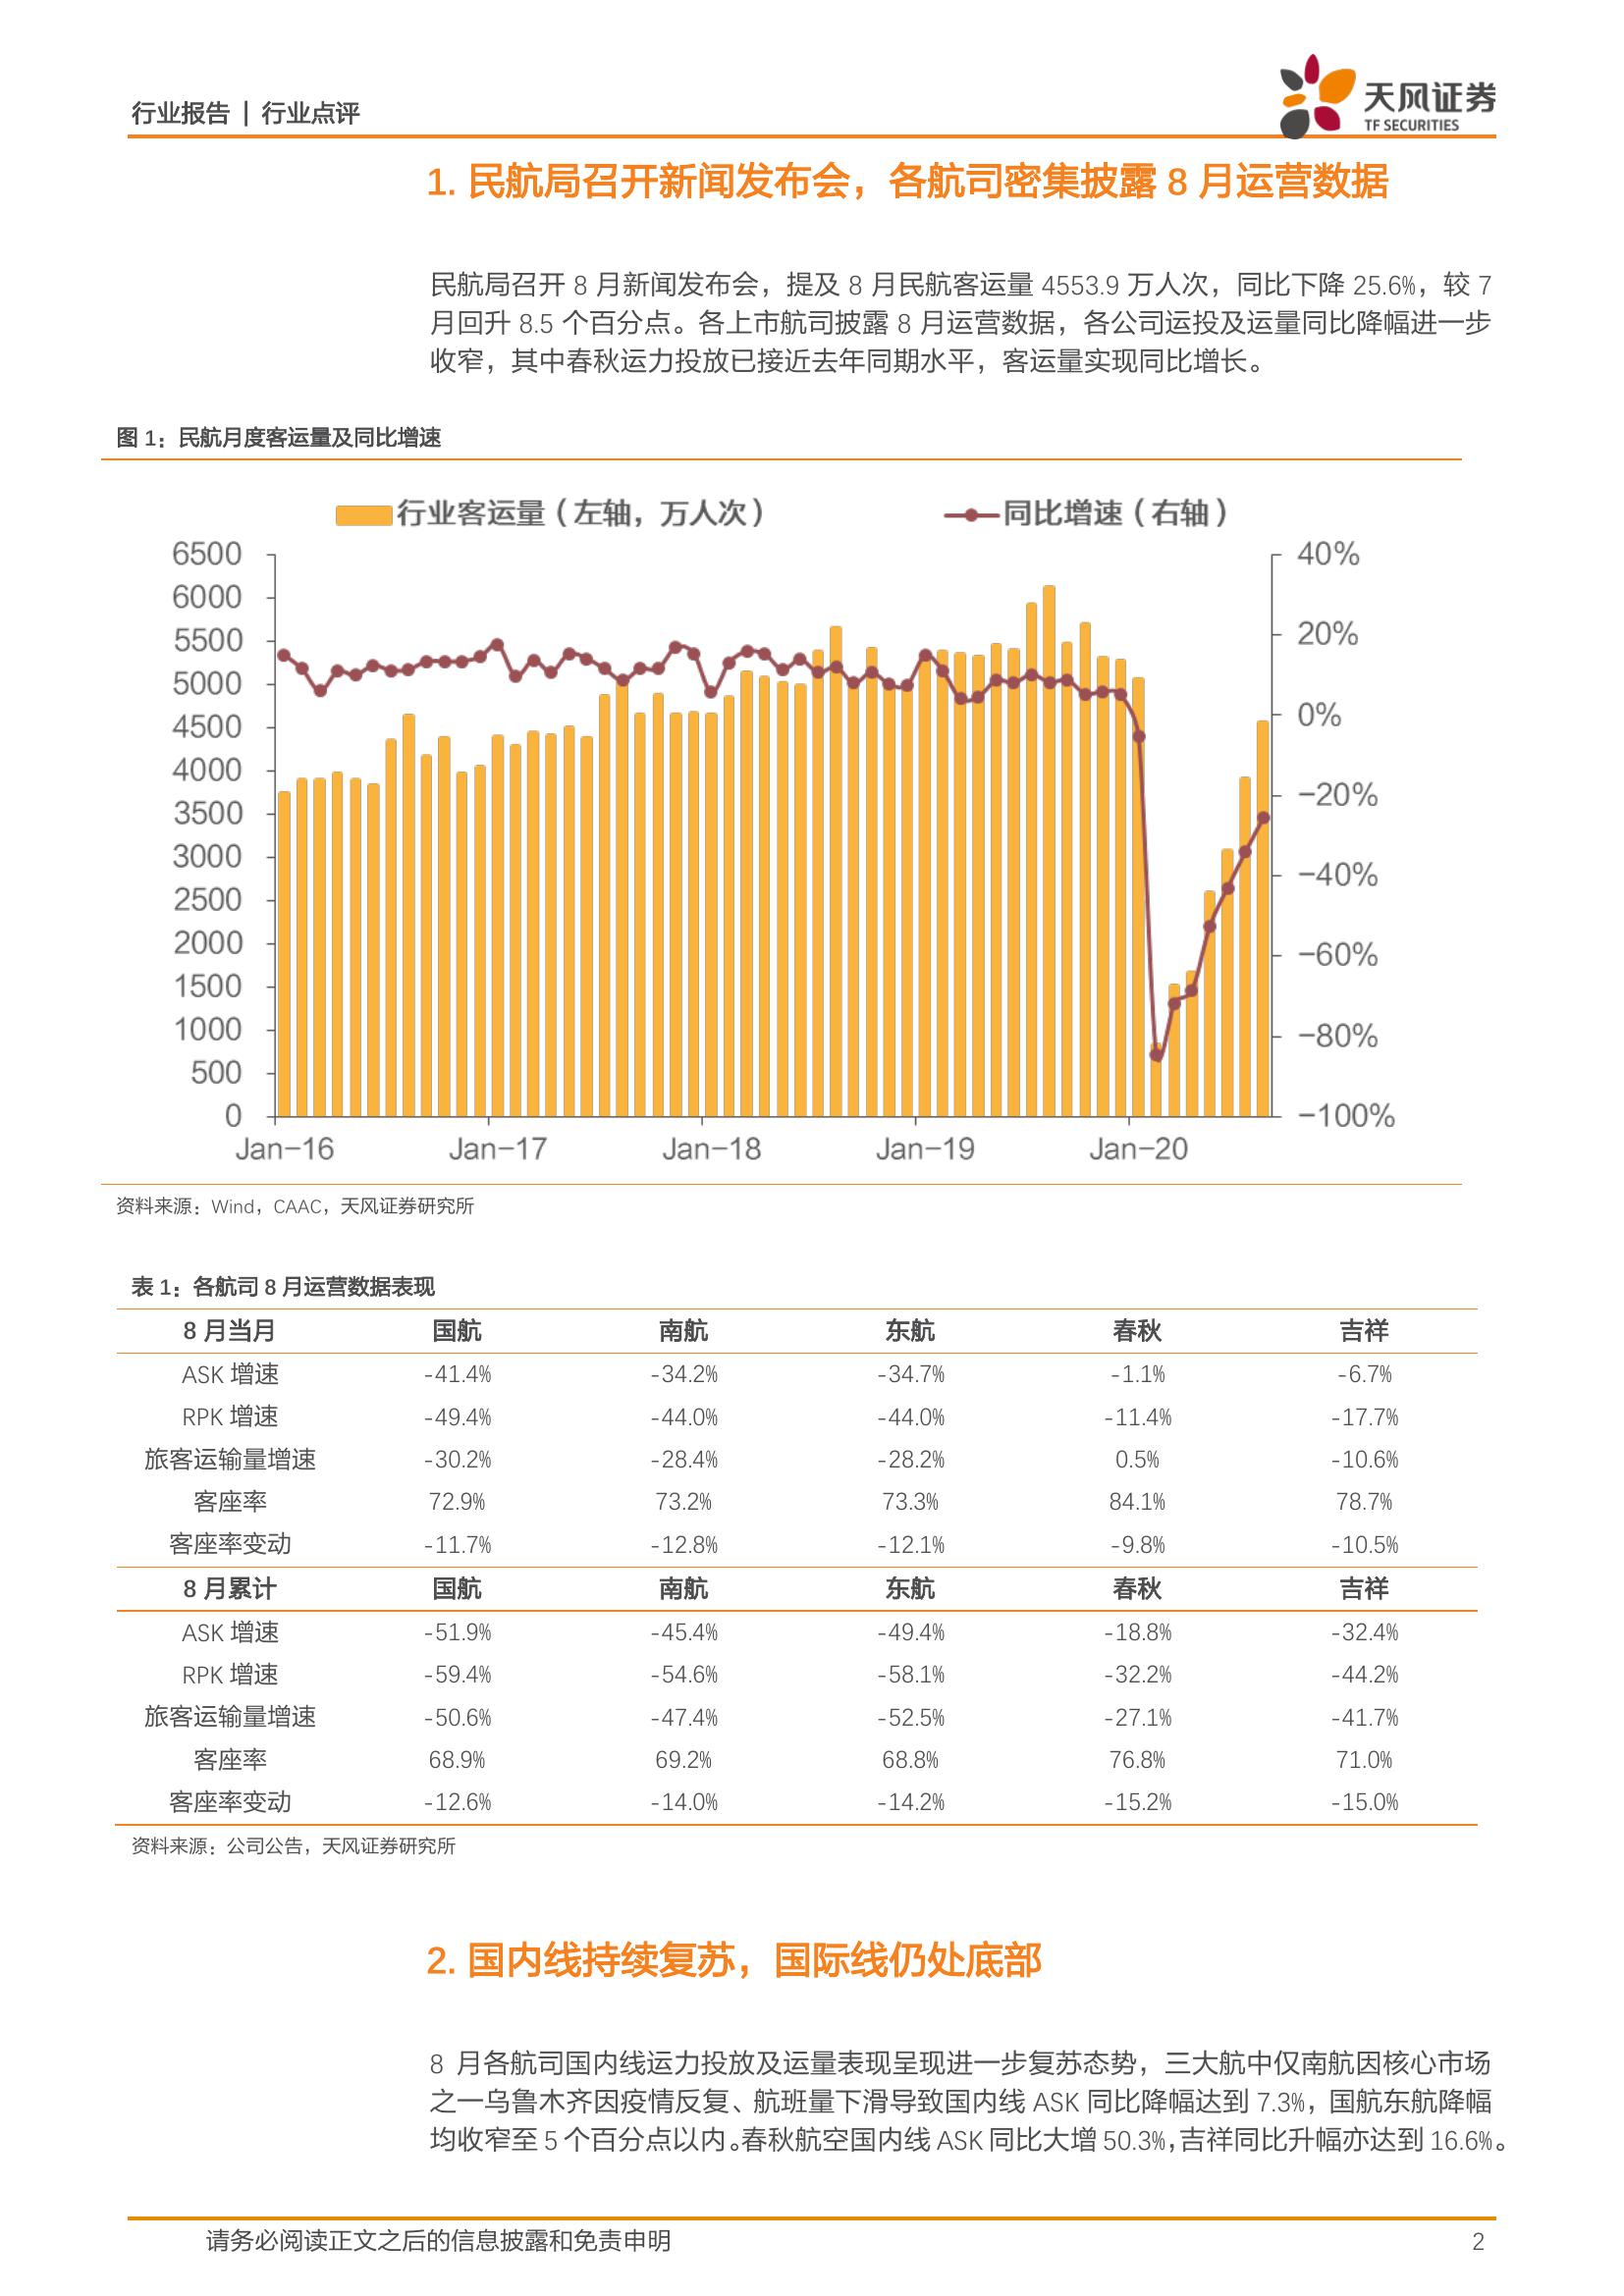 行业报告 | 行业点评
天风证券
TF SECURITIES
1. 民航局召开新闻发布会，各航司密集披露 8 月运营数据
民航局召开 8 月新闻发布会，提及 8 月民航客运量 4553.9 万人次，同比下降 25.6%，较 7
月回升 8.5 个百分点。各上市航司披露 8 月运营数据，各公司运投及运量同比降幅进一步
收窄，其中春秋运力投放已接近去年同期水平，客运量实现同比增长。
图 1：民航月度客运量及同比增速
行业客运量（左轴，万人次） 同比增速（右轴）
6500 40%
6000
5500 20%
5000
4500 0%
4000
3500 −20%
3000
2500 −40%
2000
1500 −60%
1000 −80%
500
0 −100%
Jan−16 Jan−17 Jan−18 Jan−19 Jan−20
资料来源：Wind，CAAC，天风证券研究所
表 1：各航司 8 月运营数据表现
8 月当月 国航 南航 东航 春秋 吉祥
ASK 增速 -41.4% -34.2% -34.7% -1.1% -6.7%
RPK 增速 -49.4% -44.0% -44.0% -11.4% -17.7%
旅客运输量增速 -30.2% -28.4% -28.2% 0.5% -10.6%
客座率 72.9% 73.2% 73.3% 84.1% 78.7%
客座率变动 -11.7% -12.8% -12.1% -9.8% -10.5%
8 月累计 国航 南航 东航 春秋 吉祥
ASK 增速 -51.9% -45.4% -49.4% -18.8% -32.4%
RPK 增速 -59.4% -54.6% -58.1% -32.2% -44.2%
旅客运输量增速 -50.6% -47.4% -52.5% -27.1% -41.7%
客座率 68.9% 69.2% 68.8% 76.8% 71.0%
客座率变动 -12.6% -14.0% -14.2% -15.2% -15.0%
资料来源：公司公告，天风证券研究所
2. 国内线持续复苏，国际线仍处底部
8 月各航司国内线运力投放及运量表现呈现进一步复苏态势，三大航中仅南航因核心市场
之一乌鲁木齐因疫情反复、航班量下滑导致国内线 ASK 同比降幅达到 7.3%，国航东航降幅
均收窄至 5 个百分点以内。春秋航空国内线 ASK 同比大增 50.3%，吉祥同比升幅亦达到 16.6%。
请务必阅读正文之后的信息披露和免责申明 2